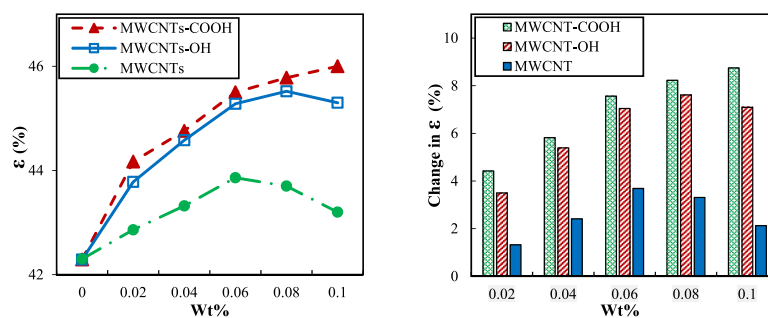 MWCNTs-COOH
MWCNTs-OH
MWCNTs
46
44
42
ε (%)
0 0.02 0.04 0.06 0.08 0.1
Wt%
MWCNT-COOH
MWCNT-OH
MWCNT
10
8
6
4
2
0
Change in ε (%)
0.02 0.04 0.06 0.08 0.1
Wt%